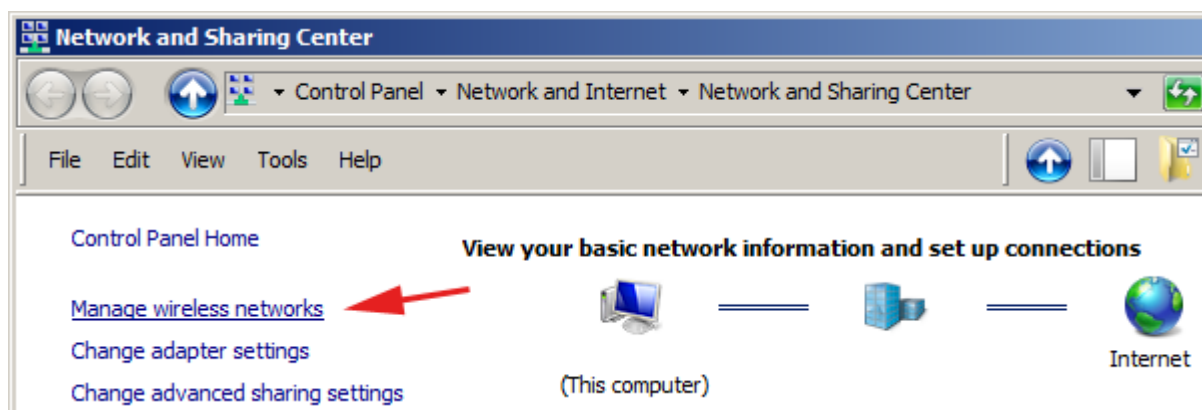 Network and Sharing Center
Control Panel Network and Internet Network and Sharing Center
File Edit View Tools Help
Control Panel Home
View your basic network information and set up connections
Manage wireless networks
Change adapter settings
Change advanced sharing settings
(This computer)
Internet